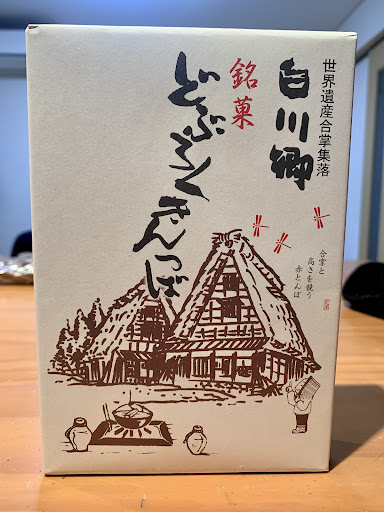 世界遺産合掌集落
白川郷
銘菓
どぶろく
きんつば
合掌と
高さを競う
赤とんぼ